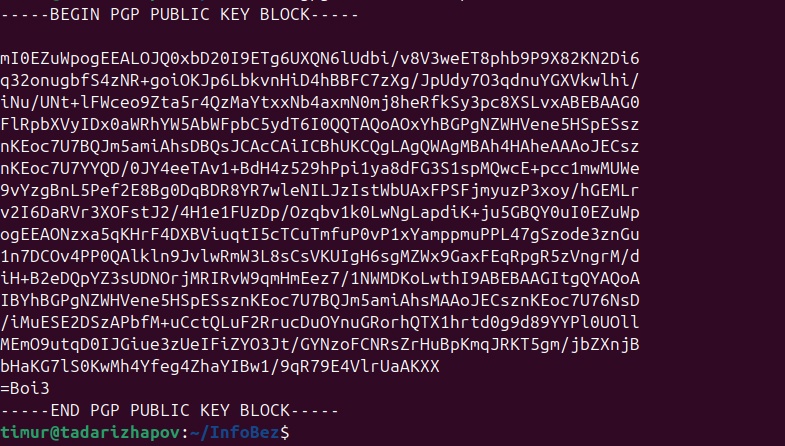 -----BEGIN PGP PUBLIC KEY BLOCK-----
mI0EZuWpogEEALOJQ0xbD20I9ETg6UXQN6lUdbi/v8V3weET8phb9P9X82KN2Di6
q32onugbfS4zNR+goiOKJp6LbkvnHiD4hBBFC7zXg/JpUdy7O3qdnuYGXVkwlhi/
iNu/UNt+lFWceo9Zta5r4QzMaYtxxNb4axmN0mj8heRfkSy3pc8XSLvxABEBAAG0
FlRpbXVyIDx0aWRhYW5AbWFpbC5ydT6I0QQTAQoAOxYhBGPgNZWHVene5HSpESsz
nKEoc7U7BQJm5amiAhsDBQsJCAcCAiICBhUKCQgLAgQWAgMBAh4HAheAAAoJECsz
nKEoc7U7YYQD/0JY4eeTAv1+BdH4z529hPpi1ya8dFG3S1spMQwcE+pcc1mwMUWe
9vYzgBnL5Pef2E8Bg0DqBDR8YR7wleNILJzIstWbUAxFPSFjmyuzP3xoy/hGEMLr
v2I6DaRVr3XOFstJ2/4H1e1FUzDp/Ozqbv1k0LwNgLapdiK+ju5GBQY0uI0EZuWp
ogEEAONzxa5qKHrF4DXBViuqtI5cTCuTmfuP0vP1xYamppmuPPL47gSzode3znGu
1n7DCOv4PP0QAlkln9JvlwRmW3L8sCsVKUIgH6sgMZWx9GaxFEqRpgR5zVngrM/d
iH+B2eDQpYZ3sUDNOrjMRIRvW9qmHmEez7/1NWMDKoLwthI9ABEBAAGItgQYAQoA
IBYhBGPgNZWHVene5HSpESsznKEoc7U7BQJm5amiAhsMAAoJECsznKEoc7U76NsD
/iMuESE2DSzAPbfM+uCctQLuF2RrucDuOYnuGRorhQTX1hrtd0g9d89YYPl0UOll
MEmO9utqD0IJGiue3zUeIFiZYO3Jt/GYNzoFCNRsZrHuBpKmqJRKT5gm/jbZXnjB
bHaKG7lS0KwMh4Yfeg4ZhaYIBw1/9qR79E4VlrUaAKXX
=Boi3
-----END PGP PUBLIC KEY BLOCK-----
timur@tadarizhapov:~/InfoBez$